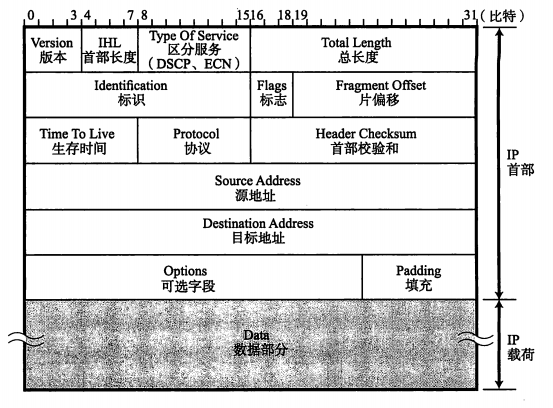 0 3 4 7 8 15 16 18.19 31 (比特)
Version IHL Type Of Service Total Length
版本 首部长度 区分服务 总长度
(DSCP、ECN)
Identification Flags Fragment Offset
标识 标志 片偏移
Time To Live Protocol Header Checksum
生存时间 协议 首部校验和
IP
首部
Source Address
源地址
Destination Address
目标地址
Options Padding
可选字段 填充
Data
数据部分
IP
载荷